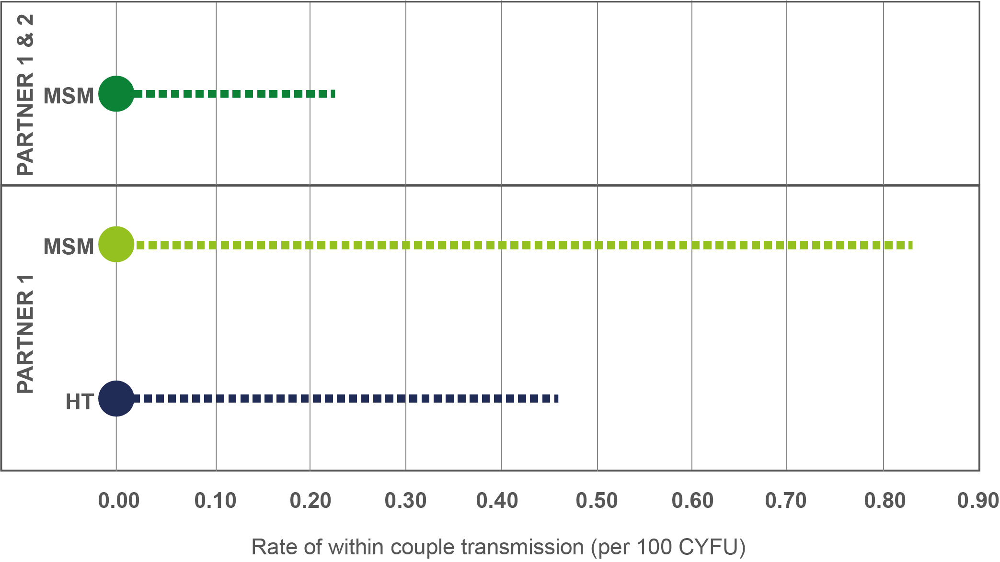 PARTNER 1 & 2
MSM
PARTNER 1
MSM
HT
0.00 0.10 0.20 0.30 0.40 0.50 0.60 0.70 0.80 0.90
Rate of within couple transmission (per 100 CYFU)